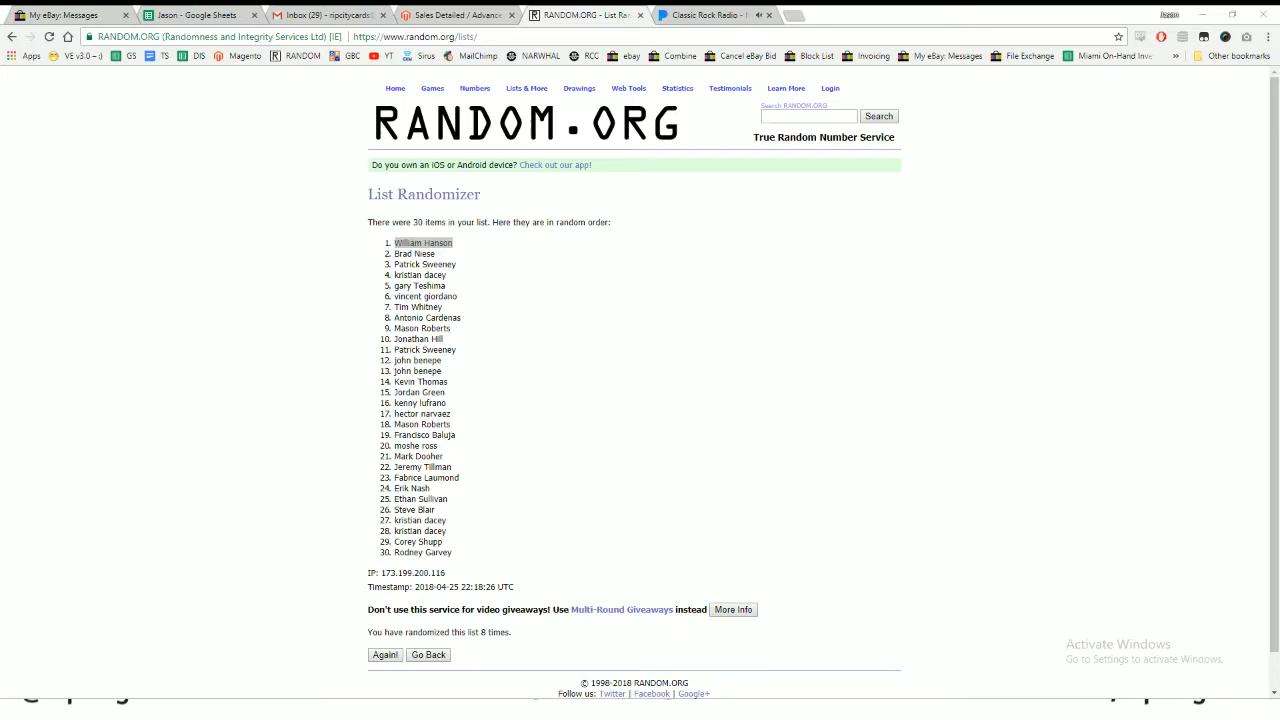 My eBay: Messages
Jason - Google Sheets
Inbox (29) - ripcitycards
Sales Detailed / Advance
RANDOM.ORG - List Ra
Classic Rock Radio -
Jason
RANDOM.ORG (Randomness and Integrity Services Ltd) [IE] | https://www.random.org/lists/
Apps VE v3.0 -- :) GS TS DIS Magento RANDOM GBC YT Sirus MailChimp NARWHAL RCC ebay Combine Cancel eBay Bid Block List Invoicing My eBay: Messages File Exchange Miami On-Hand Inve » Other bookmarks
Home Games Numbers Lists & More Drawings Web Tools Statistics Testimonials Learn More Login
Search RANDOM.ORG
RANDOM.ORG
Search
True Random Number Service
Do you own an iOS or Android device? Check out our app!
List Randomizer
There were 30 items in your list. Here they are in random order:
1. William Hanson
2. Brad Niese
3. Patrick Sweeney
4. kristian dacey
5. gary Teshima
6. vincent giordano
7. Tim Whitney
8. Antonio Cardenas
9. Mason Roberts
10. Jonathan Hill
11. Patrick Sweeney
12. john benepe
13. john benepe
14. Kevin Thomas
15. Jordan Green
16. kenny lufrano
17. hector narvaez
18. Mason Roberts
19. Francisco Baluja
20. moshe ross
21. Mark Dooher
22. Jeremy Tillman
23. Fabrice Laumond
24. Erik Nash
25. Ethan Sullivan
26. Steve Blair
27. kristian dacey
28. kristian dacey
29. Corey Shupp
30. Rodney Garvey
IP: 173.199.200.116
Timestamp: 2018-04-25 22:18:26 UTC
Don't use this service for video giveaways! Use Multi-Round Giveaways instead More Info
You have randomized this list 8 times.
Again! Go Back
Activate Windows
Go to Settings to activate Windows.
© 1998-2018 RANDOM.ORG
Follow us: Twitter | Facebook | Google+